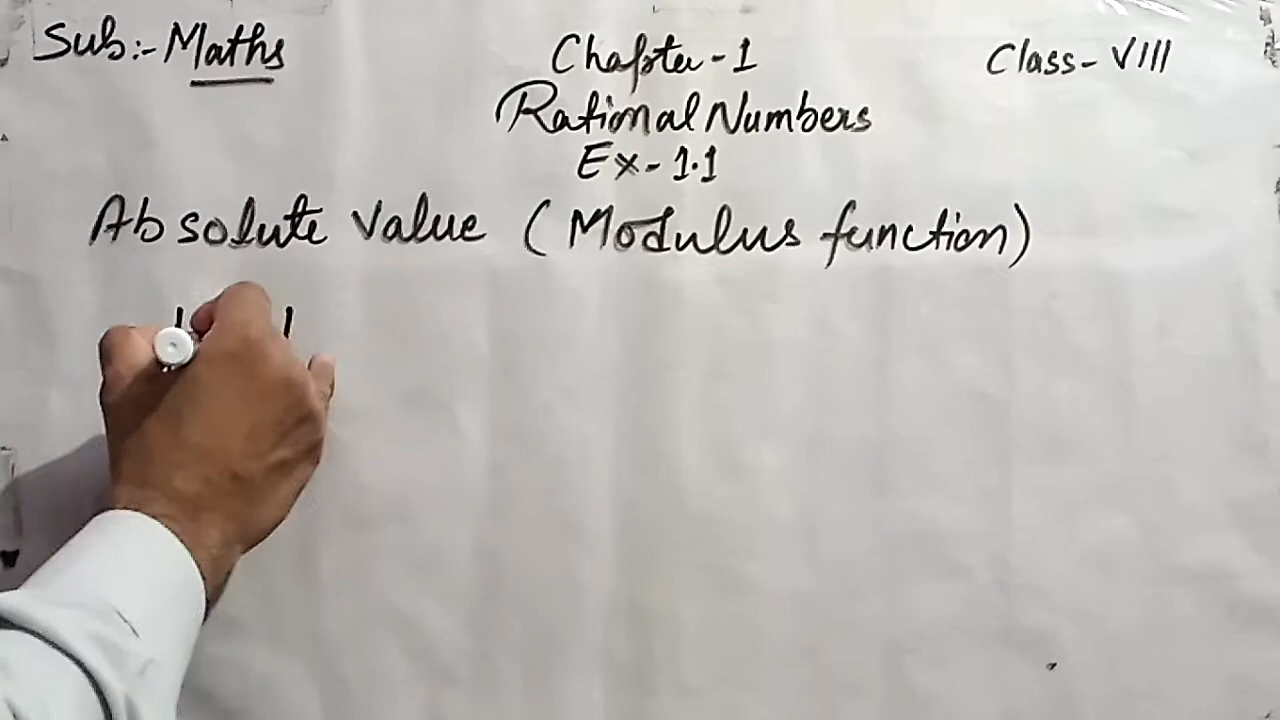 Sub:- Maths
Chapter-1
Class- VIII
Rational Numbers
Ex- 1.1
Absolute value (Modulus function)
| |